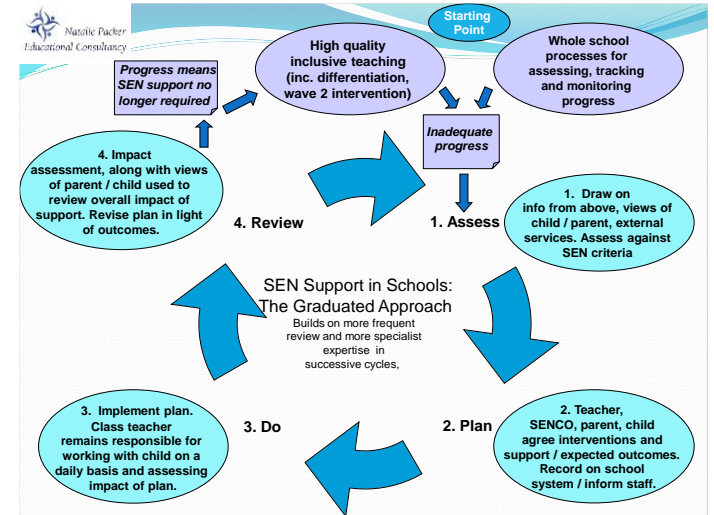 Natalie Packer
Educational Consultancy
Starting
Point
High quality
inclusive teaching
(inc. differentiation,
wave 2 intervention)
Whole school
processes for
assessing, tracking
and monitoring
progress
Progress means
SEN support no
longer required
Inadequate
progress
4. Impact
assessment, along with views
of parent / child used to
review overall impact of
support. Revise plan in light
of outcomes.
4. Review
1. Assess
1. Draw on
info from above, views of
child / parent, external
services. Assess against
SEN criteria
SEN Support in Schools:
The Graduated Approach
Builds on more frequent
review and more specialist
expertise in
successive cycles,
3. Implement plan.
Class teacher
remains responsible for
working with child on a
daily basis and assessing
impact of plan.
3. Do
2. Plan
2. Teacher,
SENCO, parent, child
agree interventions and
support / expected outcomes.
Record on school
system / inform staff.